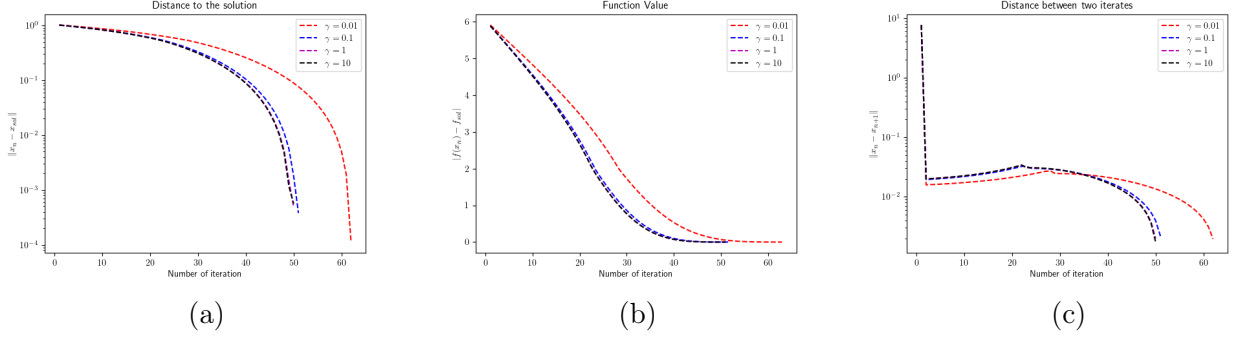 Distance to the solution
‖x_n − x_sol‖
10^0
10^{-1}
10^{-2}
10^{-3}
10^{-4}
γ = 0.01
γ = 0.1
γ = 1
γ = 10
0 10 20 30 40 50 60
Number of iteration
(a)
Function Value
|f(x_n) − f_sol|
6
5
4
3
2
1
0
γ = 0.01
γ = 0.1
γ = 1
γ = 10
0 10 20 30 40 50 60
Number of iteration
(b)
Distance between two iterates
‖x_n − x_{n+1}‖
10^1
10^0
10^{-1}
10^{-2}
γ = 0.01
γ = 0.1
γ = 1
γ = 10
0 10 20 30 40 50 60
Number of iteration
(c)